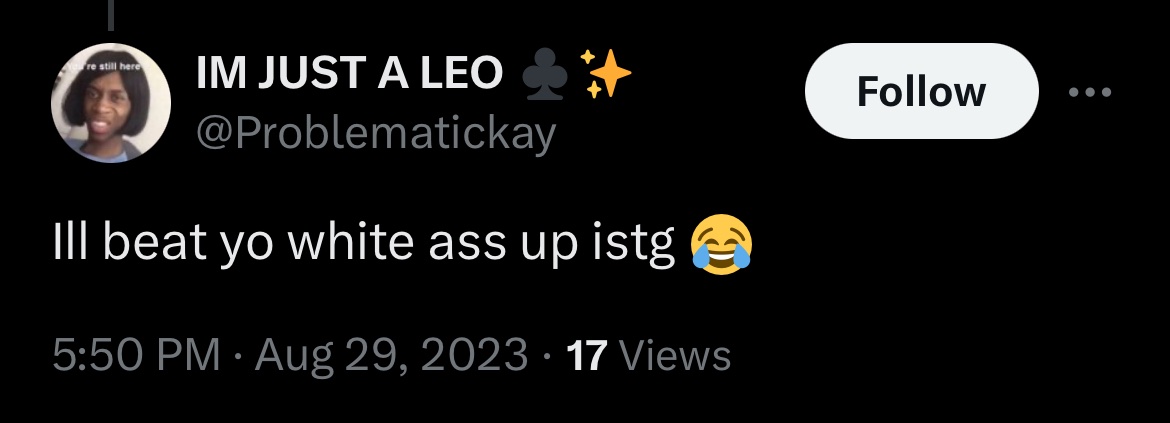 You're still here
IM JUST A LEO ♣️✨
Follow
@Problematickay
Ill beat yo white ass up istg 😂
5:50 PM · Aug 29, 2023 · 17 Views